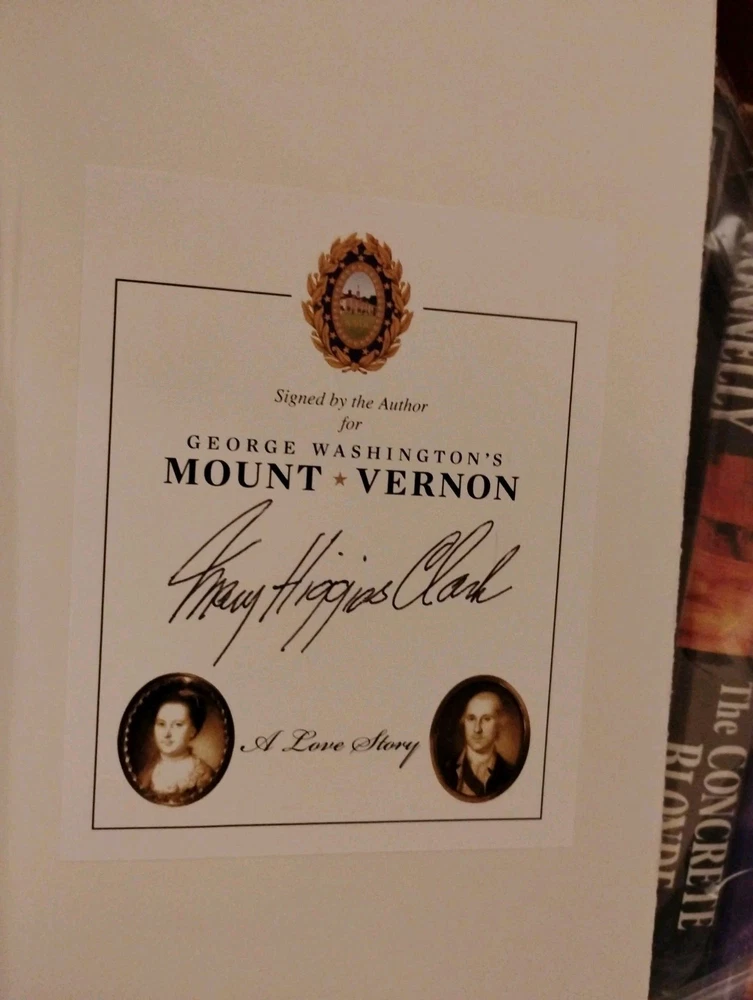 Signed by the Author
for
GEORGE WASHINGTON'S
MOUNT ★ VERNON
Mary Higgins Clark
A Love Story
The CONCRETE
BLONDE